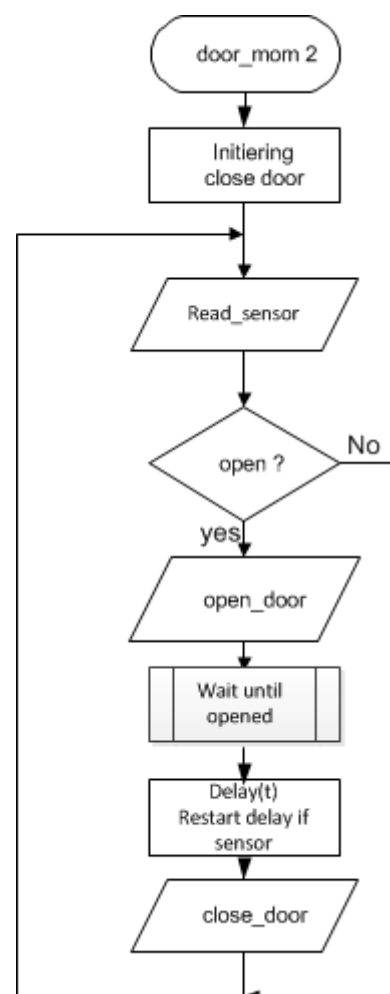 door_mom 2
Initiering
close door
Read_sensor
open ?
No
yes
open_door
Wait until
opened
Delay(t)
Restart delay if
sensor
close_door